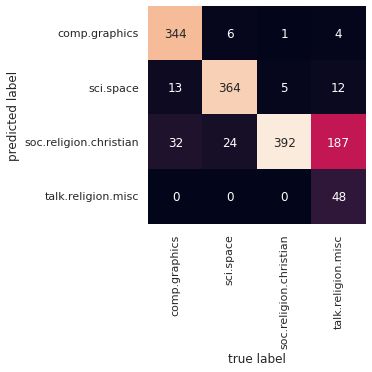 predicted label
comp.graphics 344 6 1 4
sci.space 13 364 5 12
soc.religion.christian 32 24 392 187
talk.religion.misc 0 0 0 48
comp.graphics
sci.space
soc.religion.christian
talk.religion.misc
true label